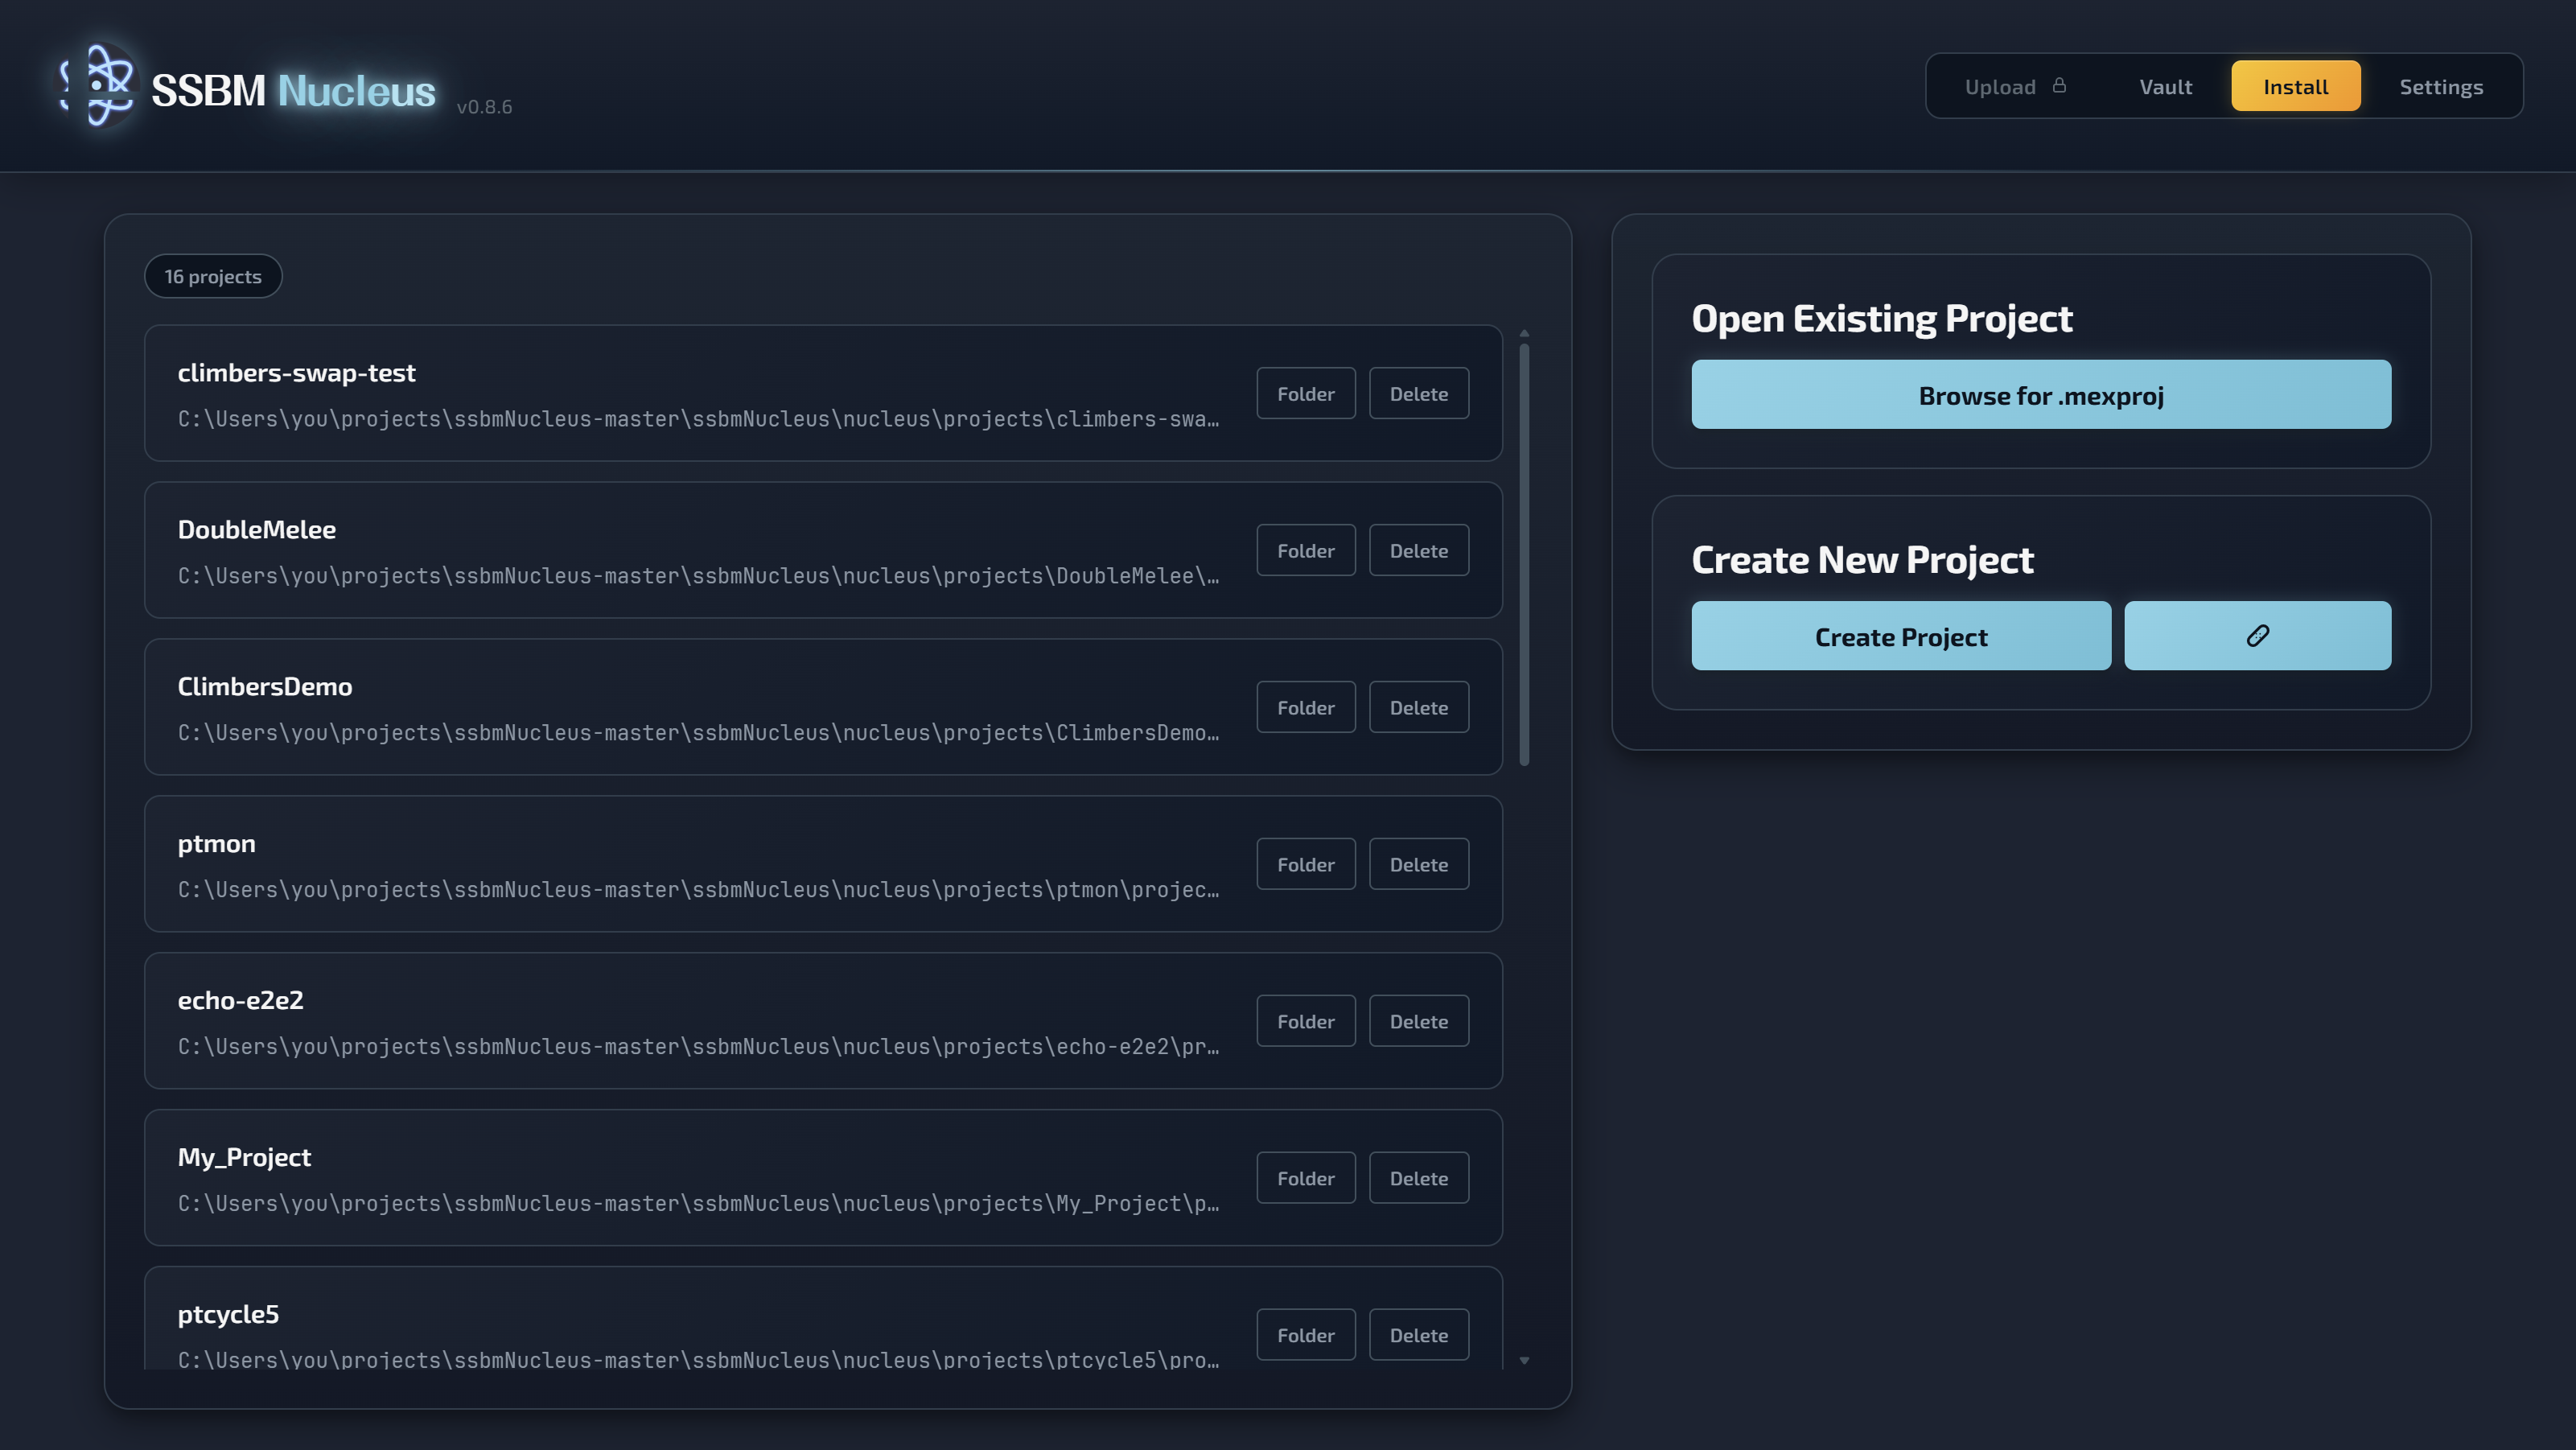 SSBM Nucleus v0.8.6
Upload Vault Install Settings
16 projects
climbers-swap-test
C:\Users\you\projects\ssbmNucleus-master\ssbmNucleus\nucleus\projects\climbers-swa…
Folder Delete
DoubleMelee
C:\Users\you\projects\ssbmNucleus-master\ssbmNucleus\nucleus\projects\DoubleMelee\…
Folder Delete
ClimbersDemo
C:\Users\you\projects\ssbmNucleus-master\ssbmNucleus\nucleus\projects\ClimbersDemo…
Folder Delete
ptmon
C:\Users\you\projects\ssbmNucleus-master\ssbmNucleus\nucleus\projects\ptmon\projec…
Folder Delete
echo-e2e2
C:\Users\you\projects\ssbmNucleus-master\ssbmNucleus\nucleus\projects\echo-e2e2\pr…
Folder Delete
My_Project
C:\Users\you\projects\ssbmNucleus-master\ssbmNucleus\nucleus\projects\My_Project\p…
Folder Delete
ptcycle5
C:\Users\you\projects\ssbmNucleus-master\ssbmNucleus\nucleus\projects\ptcycle5\pro…
Folder Delete
Open Existing Project
Browse for .mexproj
Create New Project
Create Project